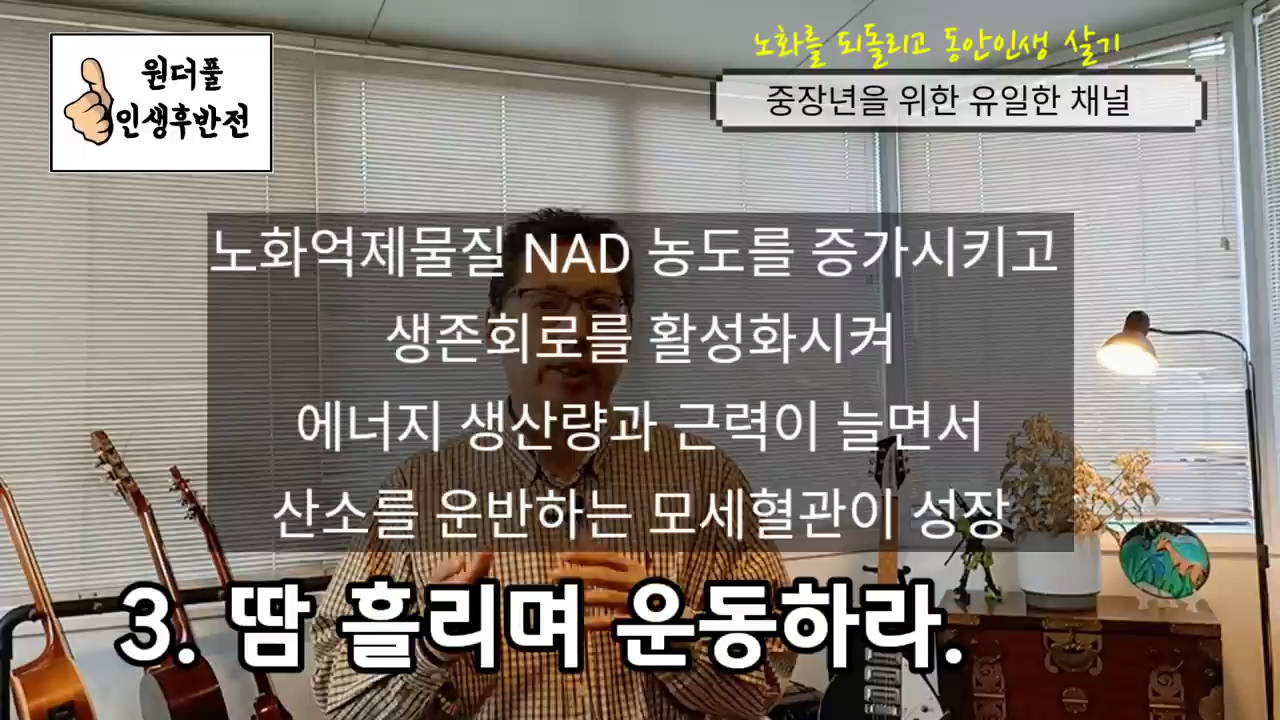 원더풀
인생후반전
노화를 되돌리고 동안인생 살기
중장년을 위한 유일한 채널
노화억제물질 NAD 농도를 증가시키고
생존회로를 활성화시켜
에너지 생산량과 근력이 늘면서
산소를 운반하는 모세혈관이 성장
3. 땀 흘리며 운동하라.